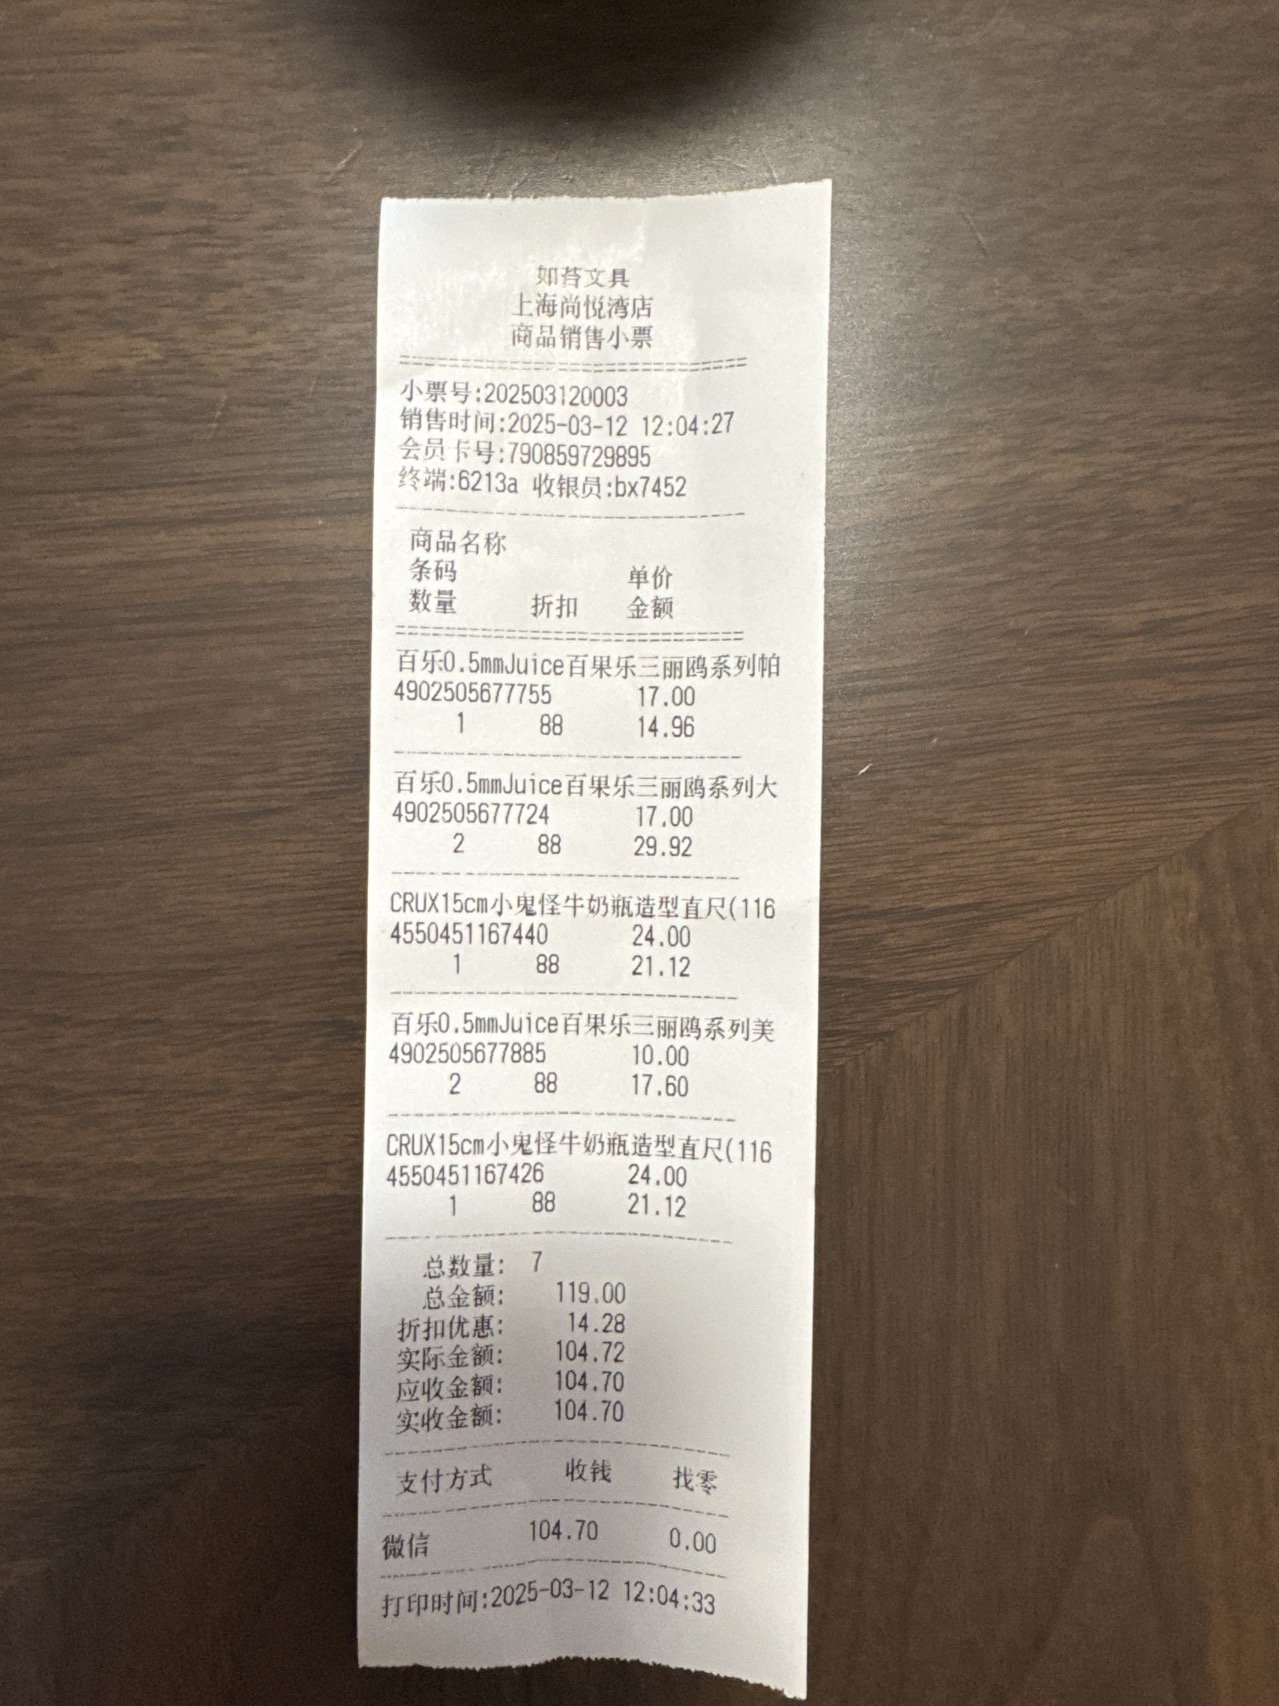 如苔文具
上海尚悦湾店
商品销售小票
小票号:202503120003
销售时间:2025-03-12 12:04:27
会员卡号:790859729895
终端:6213a 收银员:bx7452
商品名称
条码 单价
数量 折扣 金额
百乐0.5mmJuice百果乐三丽鸥系列帕
4902505677755 17.00
1 88 14.96
百乐0.5mmJuice百果乐三丽鸥系列大
4902505677724 17.00
2 88 29.92
CRUX15cm小鬼怪牛奶瓶造型直尺(116
4550451167440 24.00
1 88 21.12
百乐0.5mmJuice百果乐三丽鸥系列美
4902505677885 10.00
2 88 17.60
CRUX15cm小鬼怪牛奶瓶造型直尺(116
4550451167426 24.00
1 88 21.12
总数量: 7
总金额: 119.00
折扣优惠: 14.28
实际金额: 104.72
应收金额: 104.70
实收金额: 104.70
支付方式 收钱 找零
微信 104.70 0.00
打印时间:2025-03-12 12:04:33